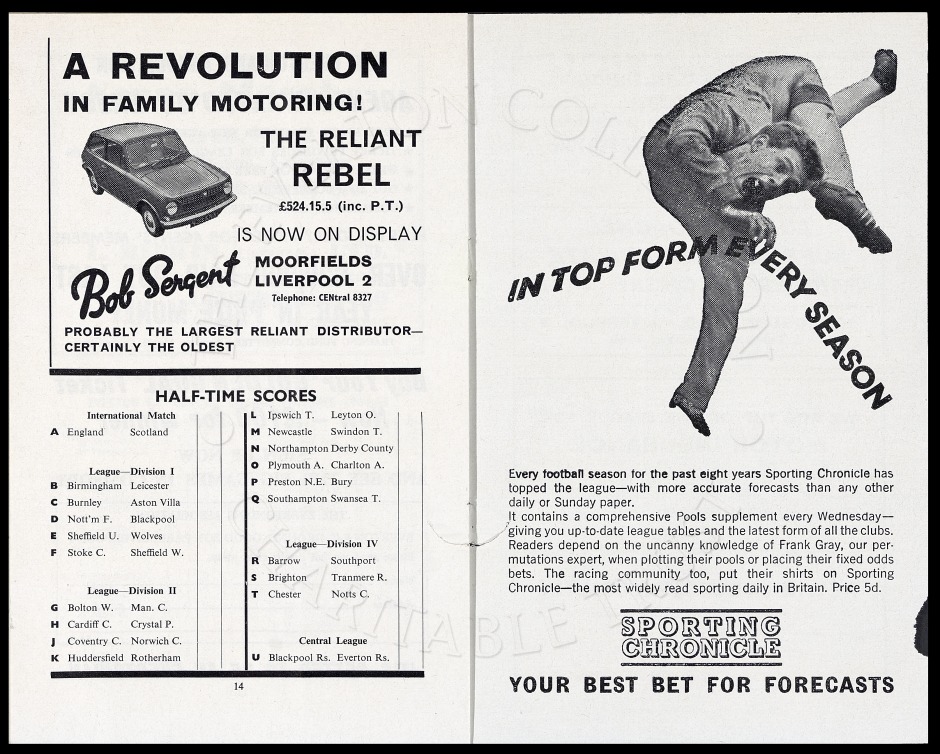 A REVOLUTION
IN FAMILY MOTORING!
THE RELIANT
REBEL
£524.15.5 (inc. P.T.)
IS NOW ON DISPLAY
Bob Sergent
MOORFIELDS
LIVERPOOL 2
Telephone: CENtral 8327
PROBABLY THE LARGEST RELIANT DISTRIBUTOR—
CERTAINLY THE OLDEST
HALF-TIME SCORES
International Match
A England Scotland
League—Division I
B Birmingham Leicester
C Burnley Aston Villa
D Nott'm F. Blackpool
E Sheffield U. Wolves
F Stoke C. Sheffield W.
League—Division II
G Bolton W. Man. C.
H Cardiff C. Crystal P.
J Coventry C. Norwich C.
K Huddersfield Rotherham
L Ipswich T. Leyton O.
M Newcastle Swindon T.
N Northampton Derby County
O Plymouth A. Charlton A.
P Preston N.E. Bury
Q Southampton Swansea T.
League—Division IV
R Barrow Southport
S Brighton Tranmere R.
T Chester Notts C.
Central League
U Blackpool Rs. Everton Rs.
14
IN TOP FORM EVERY SEASON
Every football season for the past eight years Sporting Chronicle has
topped the league—with more accurate forecasts than any other
daily or Sunday paper.
It contains a comprehensive Pools supplement every Wednesday—
giving you up-to-date league tables and the latest form of all the clubs.
Readers depend on the uncanny knowledge of Frank Gray, our per-
mutations expert, when plotting their pools or placing their fixed odds
bets. The racing community too, put their shirts on Sporting
Chronicle—the most widely read sporting daily in Britain. Price 5d.
SPORTING
CHRONICLE
YOUR BEST BET FOR FORECASTS